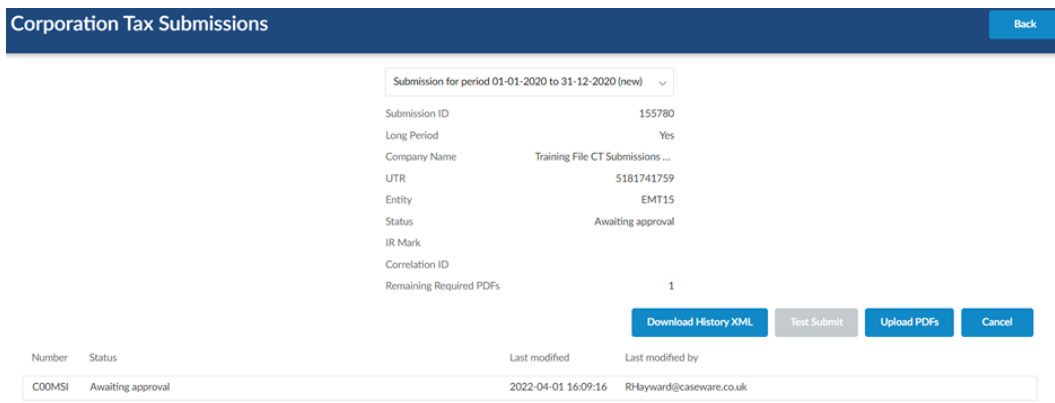 Corporation Tax Submissions
Back
Submission for period 01-01-2020 to 31-12-2020 (new)
Submission ID 155780
Long Period Yes
Company Name Training File CT Submissions ...
UTR 5181741759
Entity EMT15
Status Awaiting approval
IR Mark
Correlation ID
Remaining Required PDFs 1
Download History XML Test Submit Upload PDFs Cancel
Number Status Last modified Last modified by
C00MSI Awaiting approval 2022-04-01 16:09:16 RHayward@caseware.co.uk